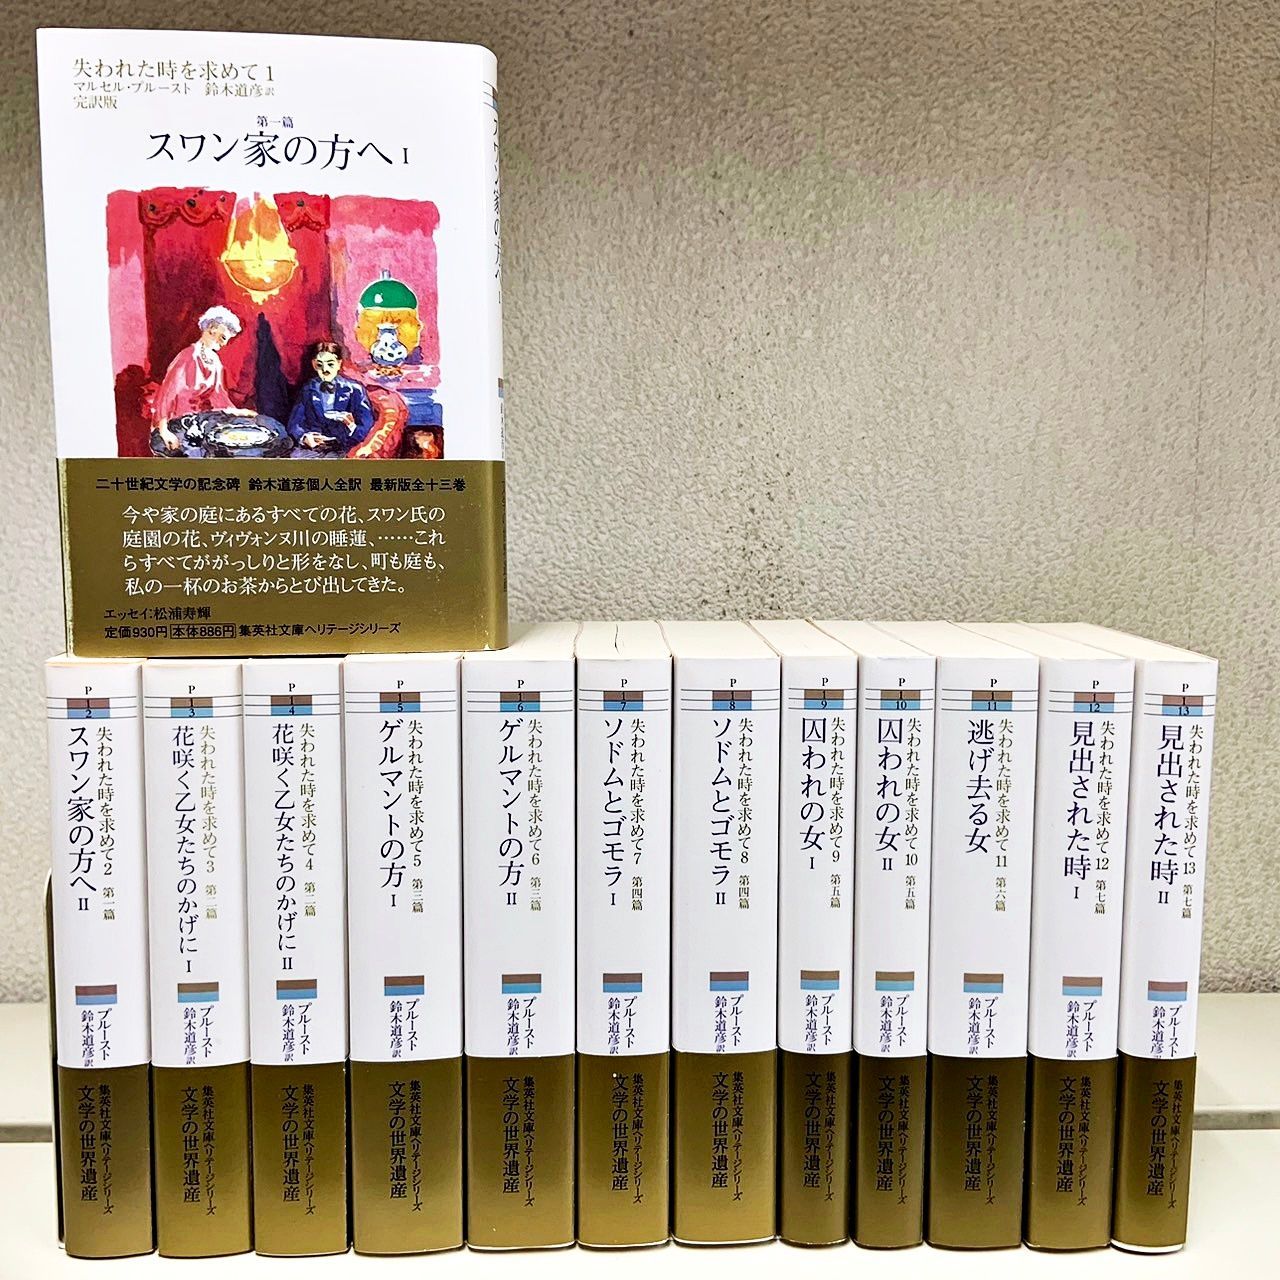 失われた時を求めて1
マルセル・プルースト 鈴木道彦訳
完訳版
第一篇
スワン家の方へ I
スワン家の方へ I
二十世紀文学の記念碑 鈴木道彦個人全訳 最新版全十三巻
今や家の庭にあるすべての花、スワン氏の
庭園の花、ヴィヴォンヌ川の睡蓮、……これ
らすべてががっしりと形をなし、町も庭も、
私の一杯のお茶からとび出してきた。
エッセイ:松浦寿輝
定価930円 本体886円 集英社文庫ヘリテージシリーズ
P
1
2
失われた時を求めて2 第一篇
スワン家の方へ II
プルースト
鈴木道彦訳
集英社文庫ヘリテージシリーズ
文学の世界遺産
P
1
3
失われた時を求めて3 第二篇
花咲く乙女たちのかげに I
プルースト
鈴木道彦訳
集英社文庫ヘリテージシリーズ
文学の世界遺産
P
1
4
失われた時を求めて4 第二篇
花咲く乙女たちのかげに II
プルースト
鈴木道彦訳
集英社文庫ヘリテージシリーズ
文学の世界遺産
P
1
5
失われた時を求めて5 第三篇
ゲルマントの方 I
プルースト
鈴木道彦訳
集英社文庫ヘリテージシリーズ
文学の世界遺産
P
1
6
失われた時を求めて6 第三篇
ゲルマントの方 II
プルースト
鈴木道彦訳
集英社文庫ヘリテージシリーズ
文学の世界遺産
P
1
7
失われた時を求めて7 第四篇
ソドムとゴモラ I
プルースト
鈴木道彦訳
集英社文庫ヘリテージシリーズ
文学の世界遺産
P
1
8
失われた時を求めて8 第四篇
ソドムとゴモラ II
プルースト
鈴木道彦訳
集英社文庫ヘリテージシリーズ
文学の世界遺産
P
1
9
失われた時を求めて9 第五篇
囚われの女 I
プルースト
鈴木道彦訳
集英社文庫ヘリテージシリーズ
文学の世界遺産
P
1
10
失われた時を求めて10 第五篇
囚われの女 II
プルースト
鈴木道彦訳
集英社文庫ヘリテージシリーズ
文学の世界遺産
P
1
11
失われた時を求めて11 第六篇
逃げ去る女
プルースト
鈴木道彦訳
集英社文庫ヘリテージシリーズ
文学の世界遺産
P
1
12
失われた時を求めて12 第七篇
見出された時 I
プルースト
鈴木道彦訳
集英社文庫ヘリテージシリーズ
文学の世界遺産
P
1
13
失われた時を求めて13 第七篇
見出された時 II
プルースト
鈴木道彦訳
集英社文庫ヘリテージシリーズ
文学の世界遺産